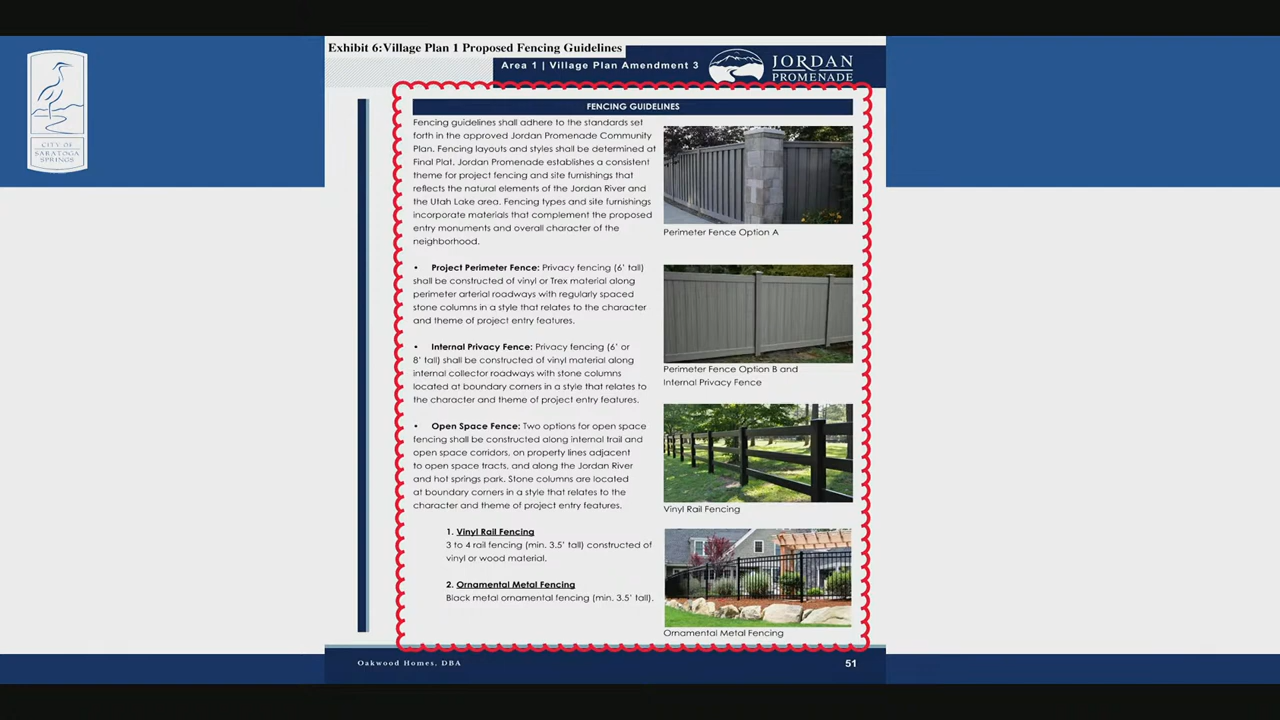 Exhibit 6:Village Plan 1 Proposed Fencing Guidelines
Area 1 | Village Plan Amendment 3
JORDAN
PROMENADE
CITY OF
SARATOGA
SPRINGS
FENCING GUIDELINES
Fencing guidelines shall adhere to the standards set
forth in the approved Jordan Promenade Community
Plan. Fencing layouts and styles shall be determined at
Final Plat. Jordan Promenade establishes a consistent
theme for project fencing and site furnishings that
reflects the natural elements of the Jordan River and
the Utah Lake area. Fencing types and site furnishings
incorporate materials that complement the proposed
entry monuments and overall character of the
neighborhood.
• Project Perimeter Fence: Privacy fencing (6' tall)
shall be constructed of vinyl or Trex material along
perimeter arterial roadways with regularly spaced
stone columns in a style that relates to the character
and theme of project entry features.
• Internal Privacy Fence: Privacy fencing (6' or
8' tall) shall be constructed of vinyl material along
internal collector roadways with stone columns
located at boundary corners in a style that relates to
the character and theme of project entry features.
• Open Space Fence: Two options for open space
fencing shall be constructed along internal trail and
open space corridors, on property lines adjacent
to open space tracts, and along the Jordan River
and hot springs park. Stone columns are located
at boundary corners in a style that relates to the
character and theme of project entry features.
1. Vinyl Rail Fencing
3 to 4 rail fencing (min. 3.5' tall) constructed of
vinyl or wood material.
2. Ornamental Metal Fencing
Black metal ornamental fencing (min. 3.5' tall).
Perimeter Fence Option A
Perimeter Fence Option B and
Internal Privacy Fence
Vinyl Rail Fencing
Ornamental Metal Fencing
Oakwood Homes, DBA
51